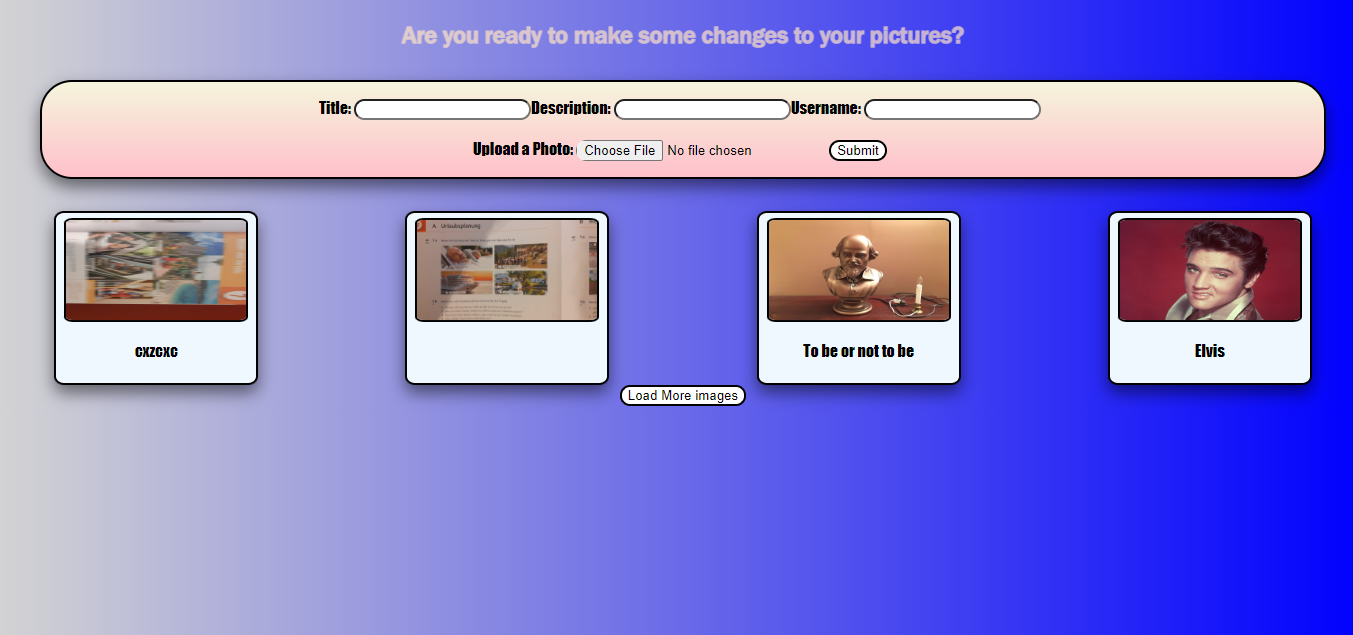 Are you ready to make some changes to your pictures?
Title: Description: Username:
Upload a Photo: Choose File No file chosen Submit
A Urlaubsplanung
cxzcxc
To be or not to be
Elvis
Load More images